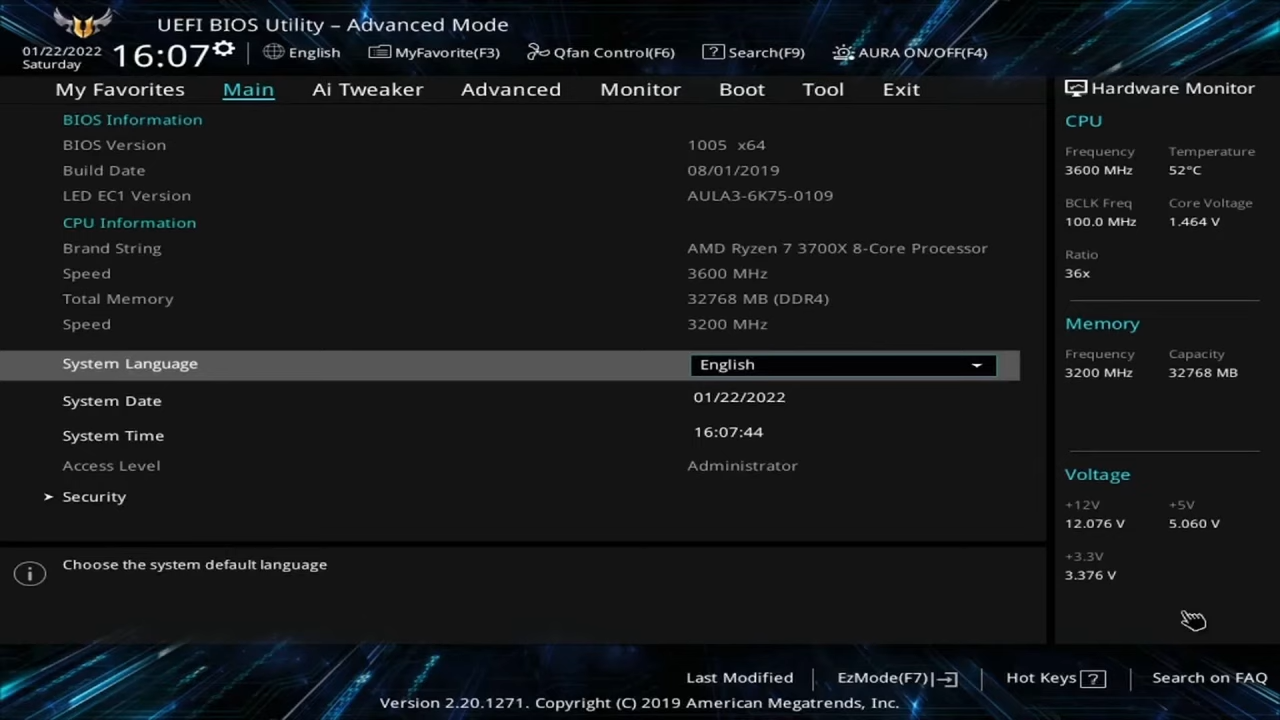 UEFI BIOS Utility – Advanced Mode
01/22/2022
Saturday
16:07
English
MyFavorite(F3)
Qfan Control(F6)
? Search(F9)
AURA ON/OFF(F4)
My Favorites Main Ai Tweaker Advanced Monitor Boot Tool Exit
BIOS Information
BIOS Version 1005 x64
Build Date 08/01/2019
LED EC1 Version AULA3-6K75-0109
CPU Information
Brand String AMD Ryzen 7 3700X 8-Core Processor
Speed 3600 MHz
Total Memory 32768 MB (DDR4)
Speed 3200 MHz
System Language English
System Date 01/22/2022
System Time 16:07:44
Access Level Administrator
Security
i Choose the system default language
Hardware Monitor
CPU
Frequency Temperature
3600 MHz 52°C
BCLK Freq Core Voltage
100.0 MHz 1.464 V
Ratio
36x
Memory
Frequency Capacity
3200 MHz 32768 MB
Voltage
+12V +5V
12.076 V 5.060 V
+3.3V
3.376 V
Last Modified EzMode(F7) Hot Keys ? Search on FAQ
Version 2.20.1271. Copyright (C) 2019 American Megatrends, Inc.